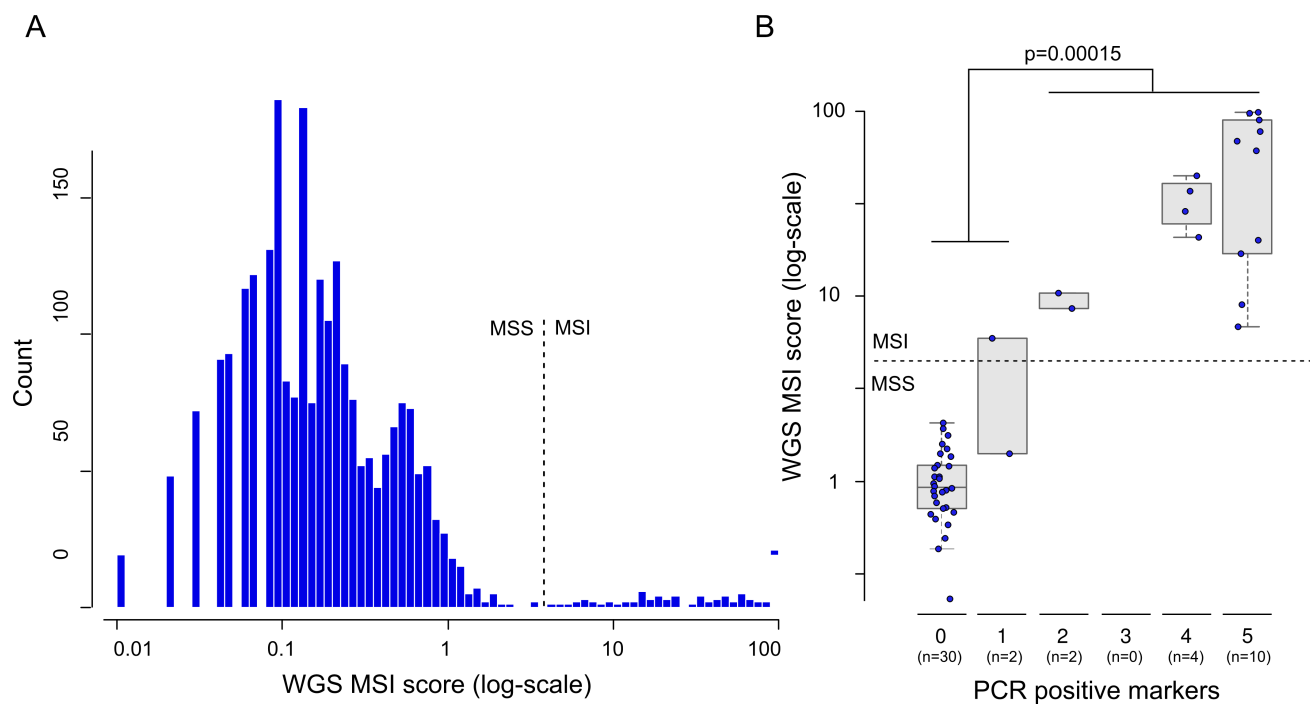 A
Count
150
100
50
0
MSS
MSI
0.01
0.1
1
10
100
WGS MSI score (log-scale)
B
p=0.00015
WGS MSI score (log-scale)
100
10
1
MSI
MSS
0
1
2
3
4
5
(n=30)
(n=2)
(n=2)
(n=0)
(n=4)
(n=10)
PCR positive markers